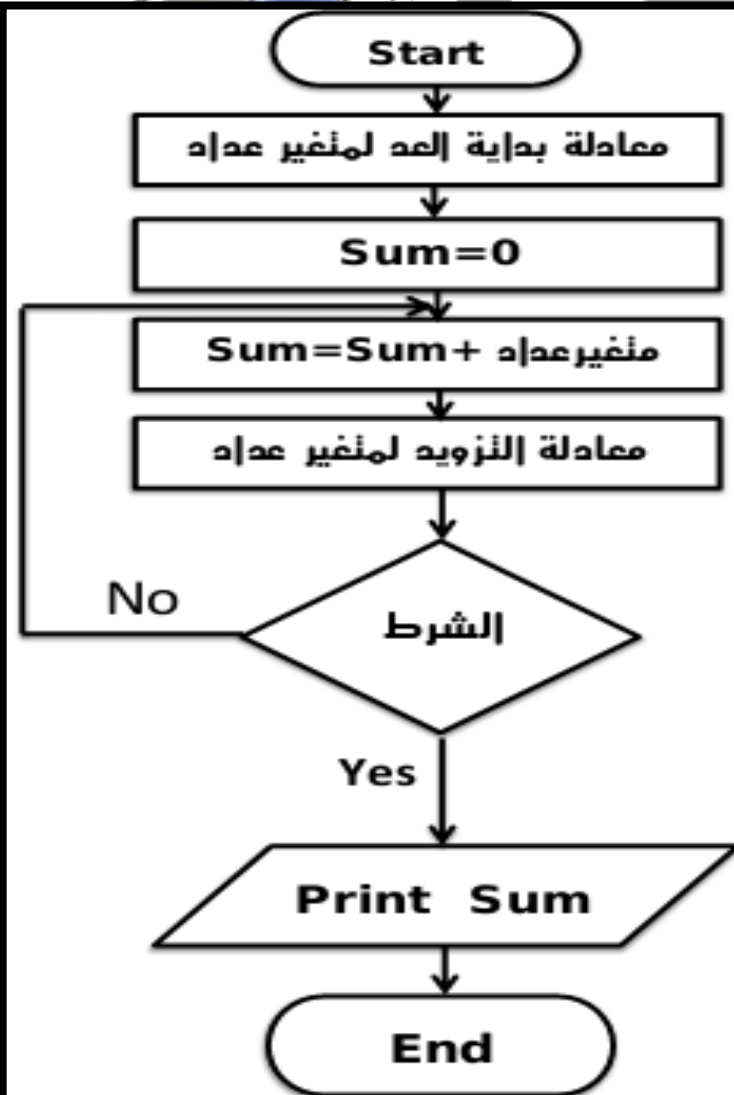 Start
معادلة بداية العد لمتغير عداد
Sum=0
Sum=Sum+ متغيرعداد
معادلة التزويد لمتغير عداد
No
الشرط
Yes
Print Sum
End